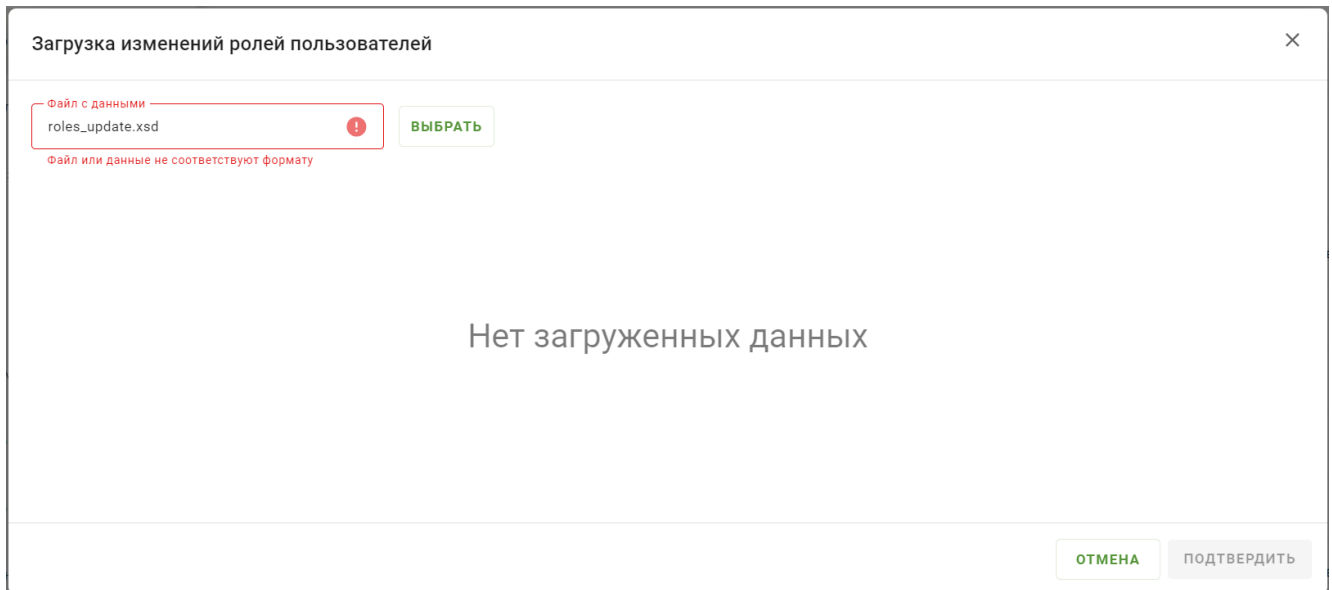 Загрузка изменений ролей пользователей
Файл с данными
roles_update.xsd
ВЫБРАТЬ
Файл или данные не соответствуют формату
Нет загруженных данных
ОТМЕНА
ПОДТВЕРДИТЬ